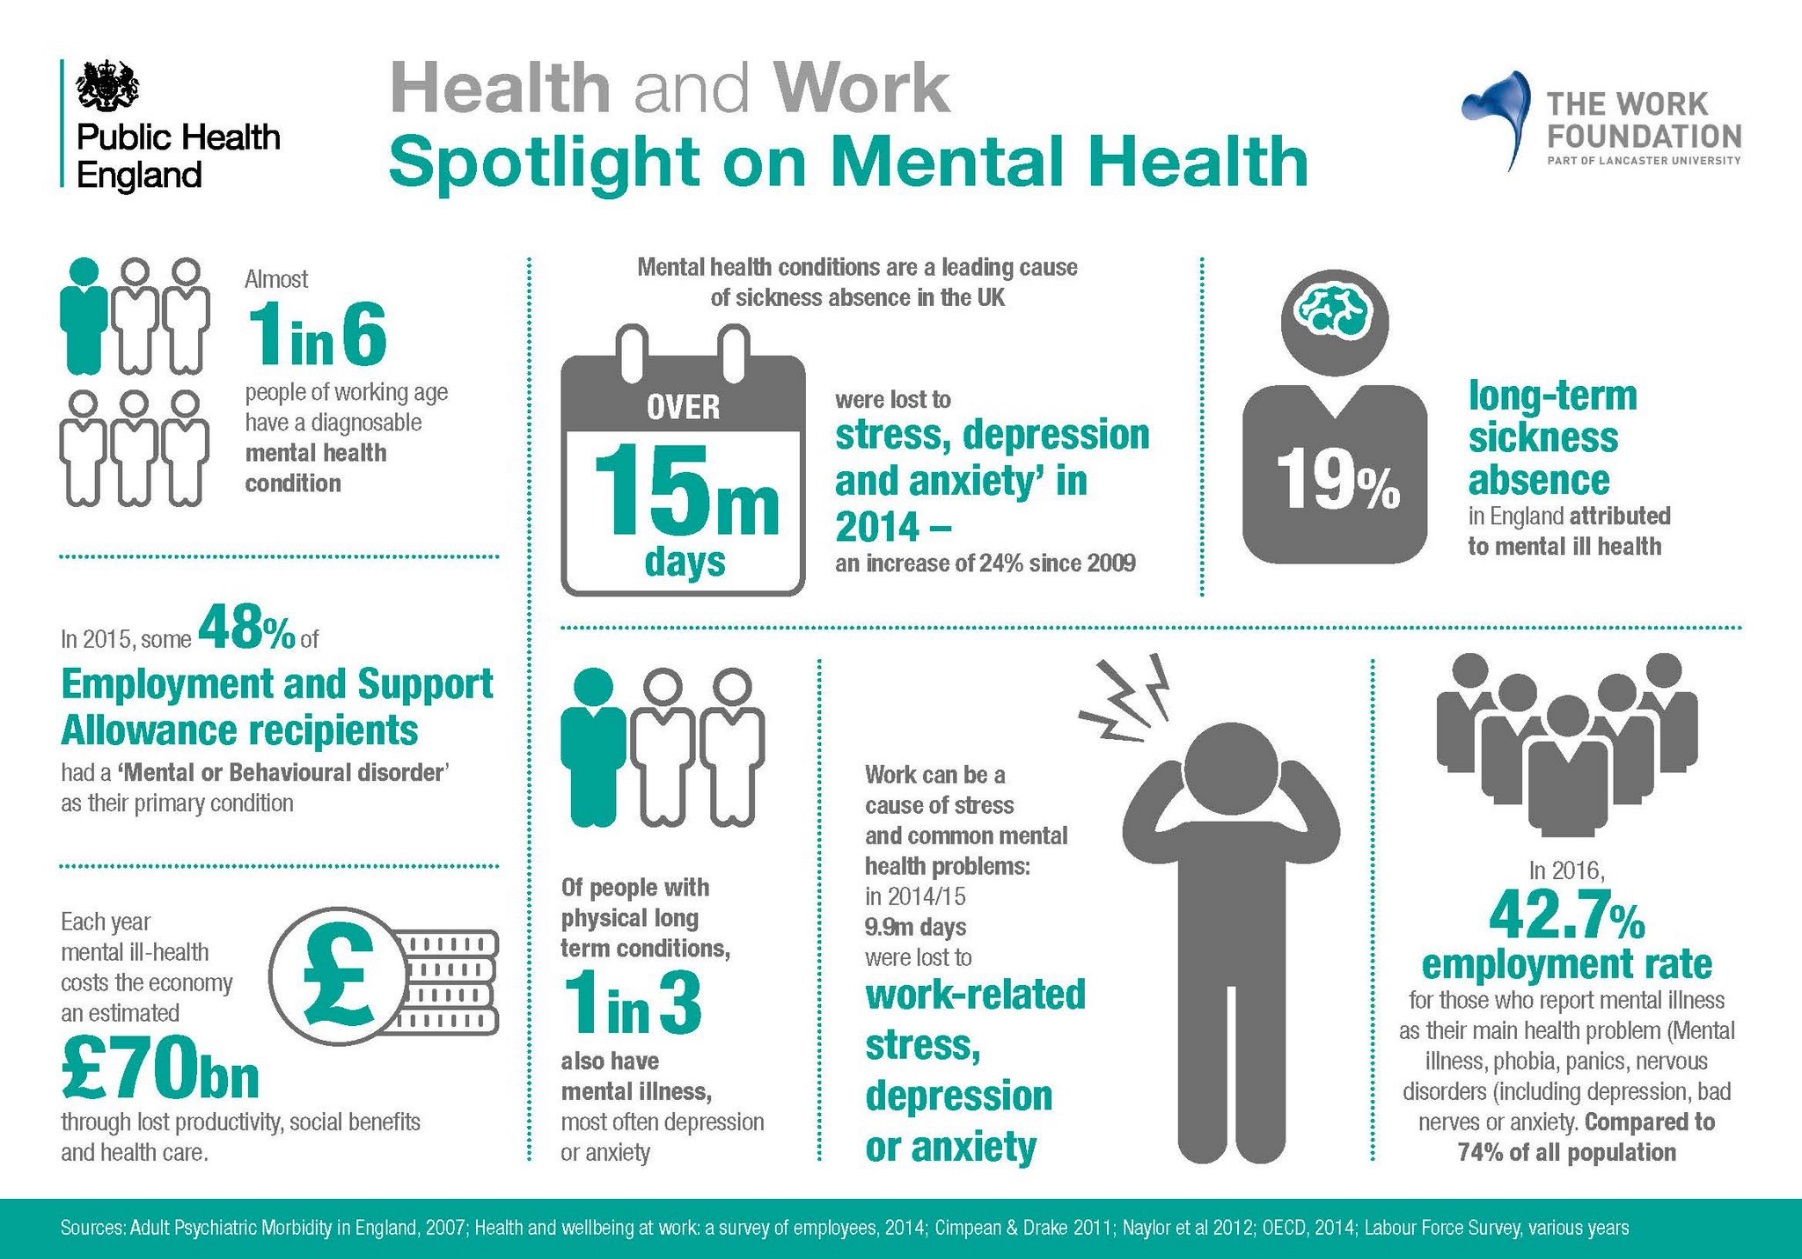 Public Health
England
Health and Work
Spotlight on Mental Health
THE WORK
FOUNDATION
PART OF LANCASTER UNIVERSITY
Almost
1 in 6
people of working age
have a diagnosable
mental health
condition
Mental health conditions are a leading cause
of sickness absence in the UK
OVER
15m
days
were lost to
stress, depression
and anxiety’ in
2014 –
an increase of 24% since 2009
19%
long-term
sickness
absence
in England attributed
to mental ill health
In 2015, some 48% of
Employment and Support
Allowance recipients
had a ‘Mental or Behavioural disorder’
as their primary condition
Each year
mental ill-health
costs the economy
an estimated
£70bn
through lost productivity, social benefits
and health care.
£
Of people with
physical long
term conditions,
1 in 3
also have
mental illness,
most often depression
or anxiety
Work can be a
cause of stress
and common mental
health problems:
in 2014/15
9.9m days
were lost to
work-related
stress,
depression
or anxiety
In 2016,
42.7%
employment rate
for those who report mental illness
as their main health problem (Mental
illness, phobia, panics, nervous
disorders (including depression, bad
nerves or anxiety. Compared to
74% of all population
Sources: Adult Psychiatric Morbidity in England, 2007; Health and wellbeing at work: a survey of employees, 2014; Cimpean & Drake 2011; Naylor et al 2012; OECD, 2014; Labour Force Survey, various years